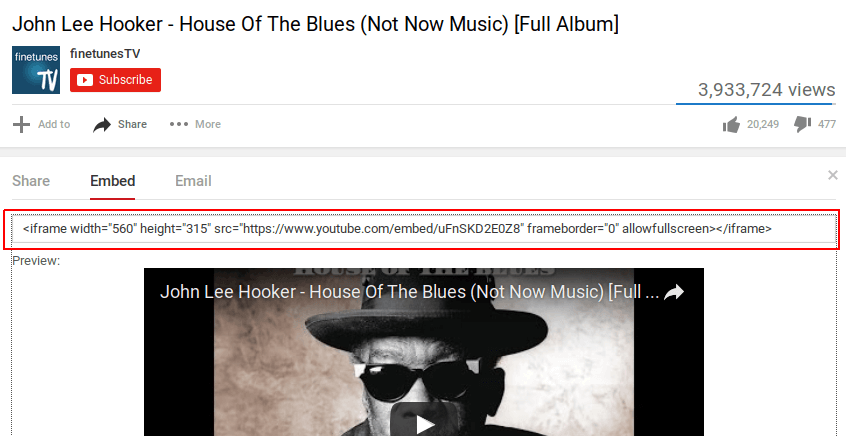 John Lee Hooker - House Of The Blues (Not Now Music) [Full Album]
finetunes
TV
finetunesTV
Subscribe
3,933,724 views
Add to Share More 20,249 477
Share Embed Email
<iframe width="560" height="315" src="https://www.youtube.com/embed/uFnSKD2E0Z8" frameborder="0" allowfullscreen></iframe>
Preview:
HOUSE OF THE BLUES
John Lee Hooker - House Of The Blues (Not Now Music) [Full ...